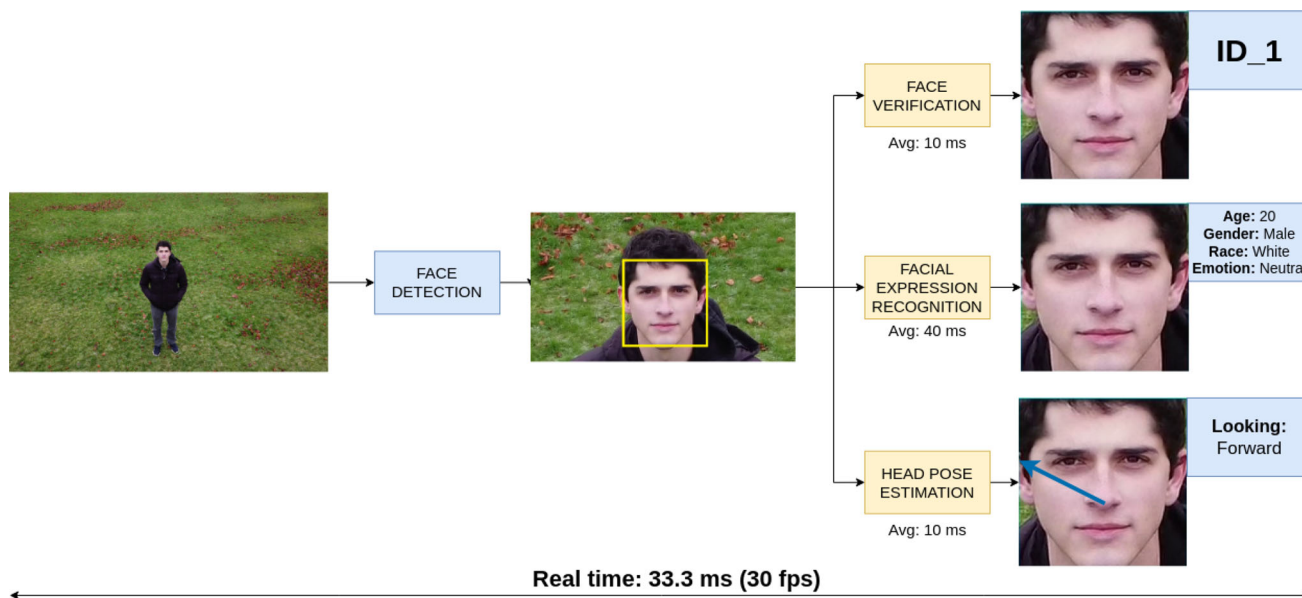 FACE
DETECTION
FACE
VERIFICATION
Avg: 10 ms
ID_1
FACIAL
EXPRESSION
RECOGNITION
Avg: 40 ms
Age: 20
Gender: Male
Race: White
Emotion: Neutra
HEAD POSE
ESTIMATION
Avg: 10 ms
Looking:
Forward
Real time: 33.3 ms (30 fps)